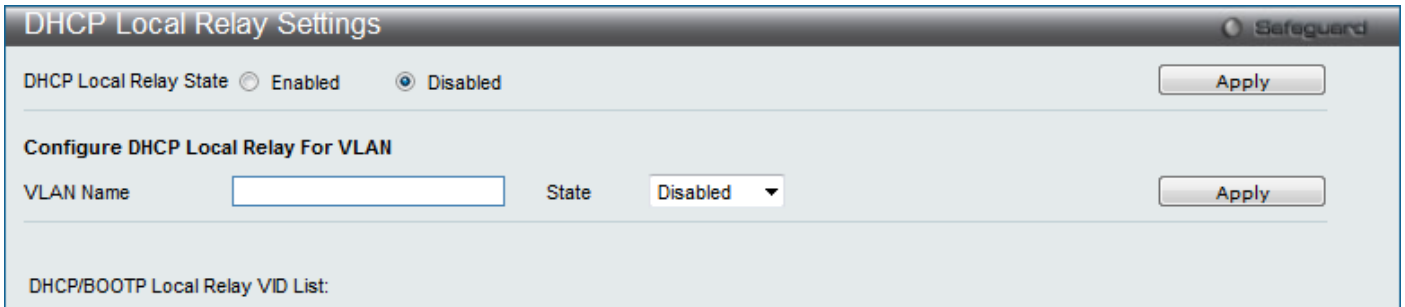 DHCP Local Relay Settings
Safeguard
DHCP Local Relay State Enabled Disabled Apply
Configure DHCP Local Relay For VLAN
VLAN Name State Disabled Apply
DHCP/BOOTP Local Relay VID List: